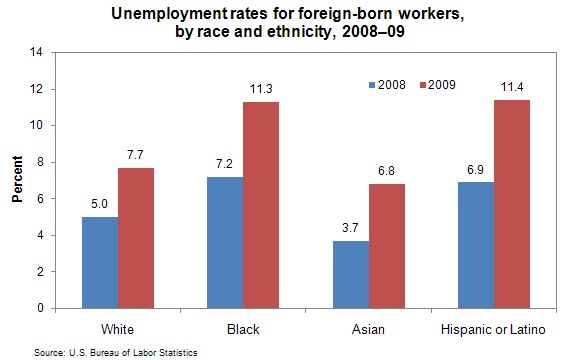 Unemployment rates for foreign-born workers,
by race and ethnicity, 2008–09
Percent
14
12
10
8
6
4
2
0
2008 2009
5.0 7.7 7.2 11.3 3.7 6.8 6.9 11.4
White Black Asian Hispanic or Latino
Source: U.S. Bureau of Labor Statistics